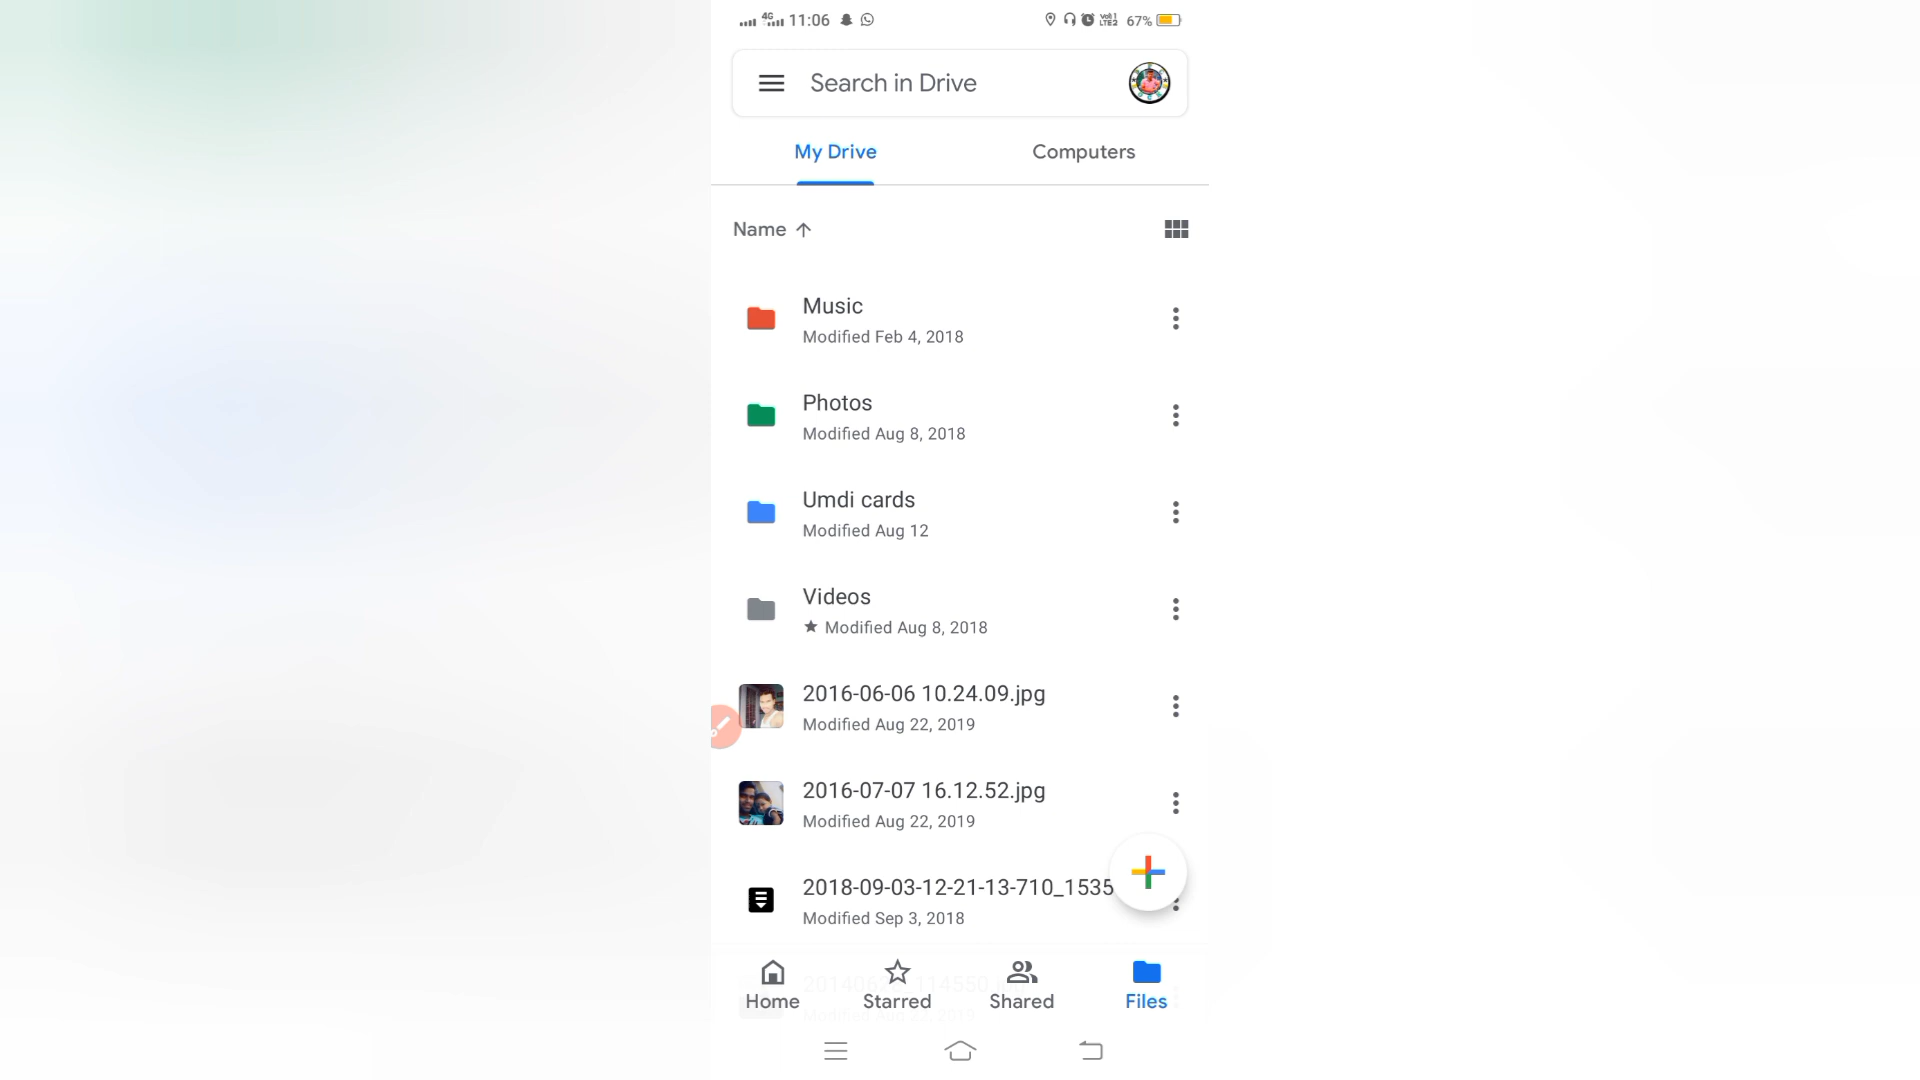 4G 11:06 67%
Search in Drive
My Drive Computers
Name
Music
Modified Feb 4, 2018
Photos
Modified Aug 8, 2018
Umdi cards
Modified Aug 12
Videos
Modified Aug 8, 2018
2016-06-06 10.24.09.jpg
Modified Aug 22, 2019
2016-07-07 16.12.52.jpg
Modified Aug 22, 2019
2018-09-03-12-21-13-710_1535
Modified Sep 3, 2018
Home Starred Shared Files